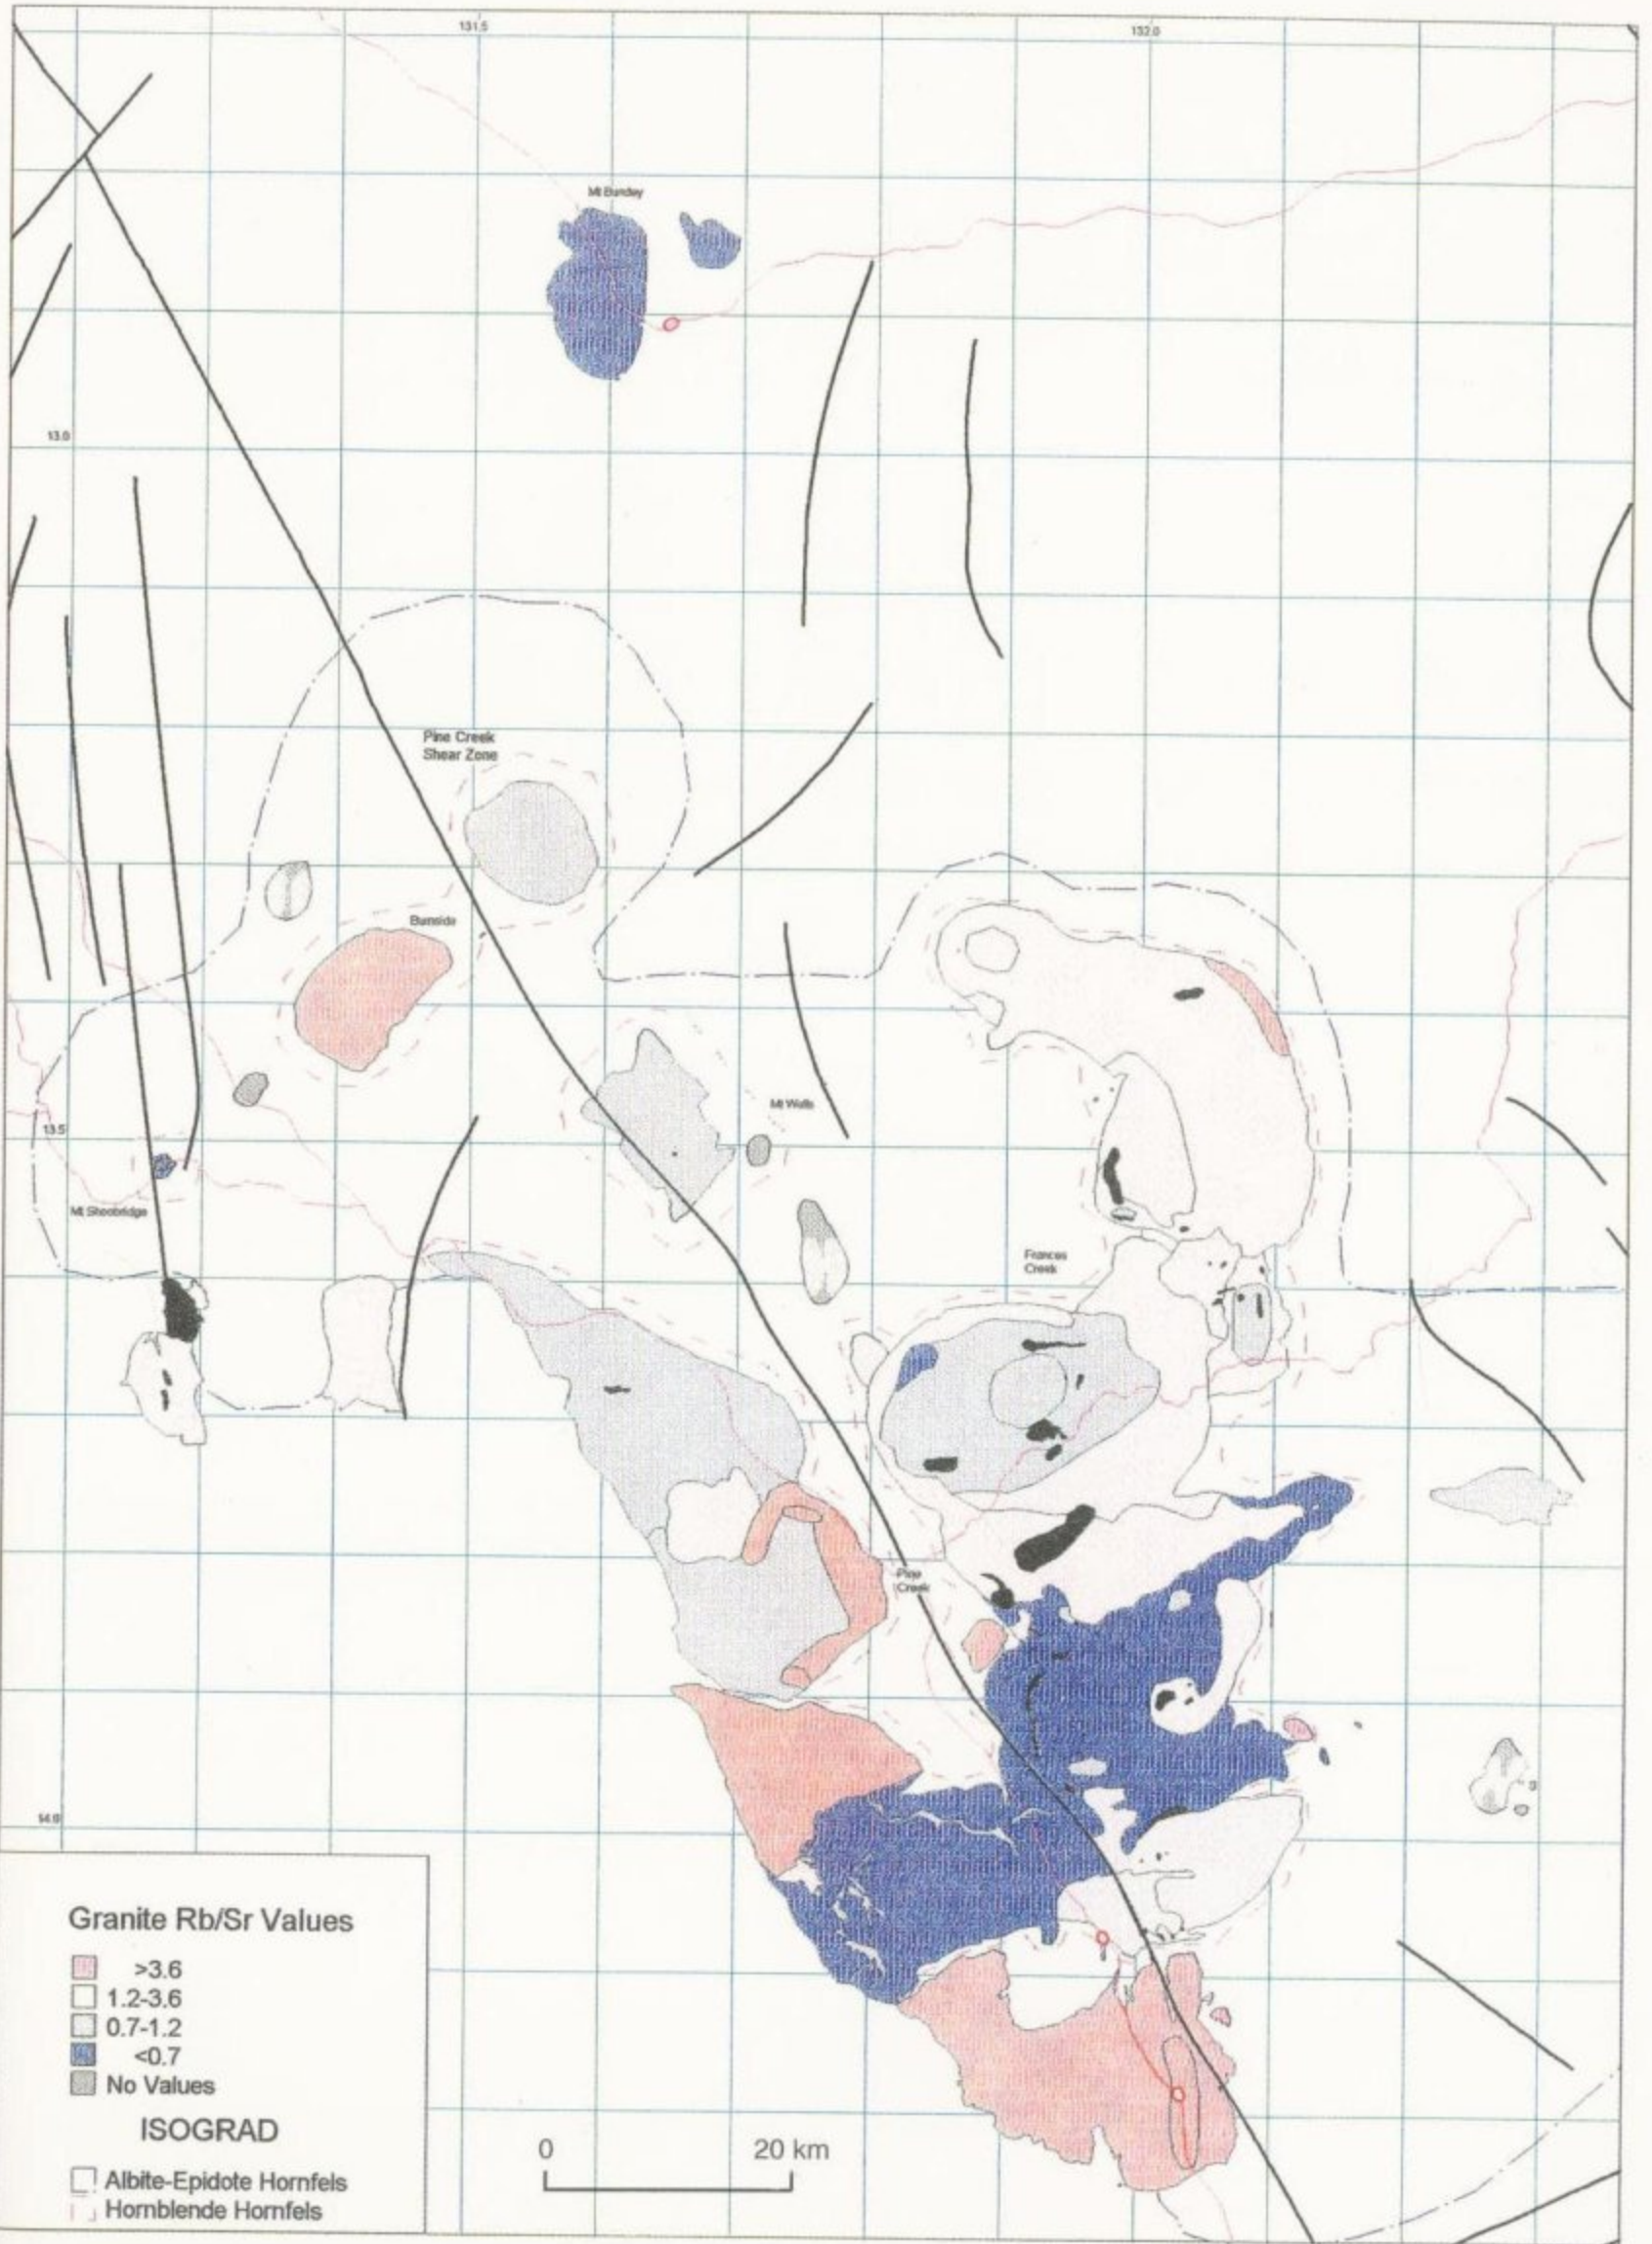 131.5
132.0
Mt Bundey
13.0
Pine Creek
Shear Zone
Burnside
Mt Wells
13.5
Mt Shoobridge
Frances
Creek
Pine
Creek
14.0
Granite Rb/Sr Values
>3.6
1.2-3.6
0.7-1.2
<0.7
No Values
ISOGRAD
Albite-Epidote Hornfels
Hornblende Hornfels
0 20 km